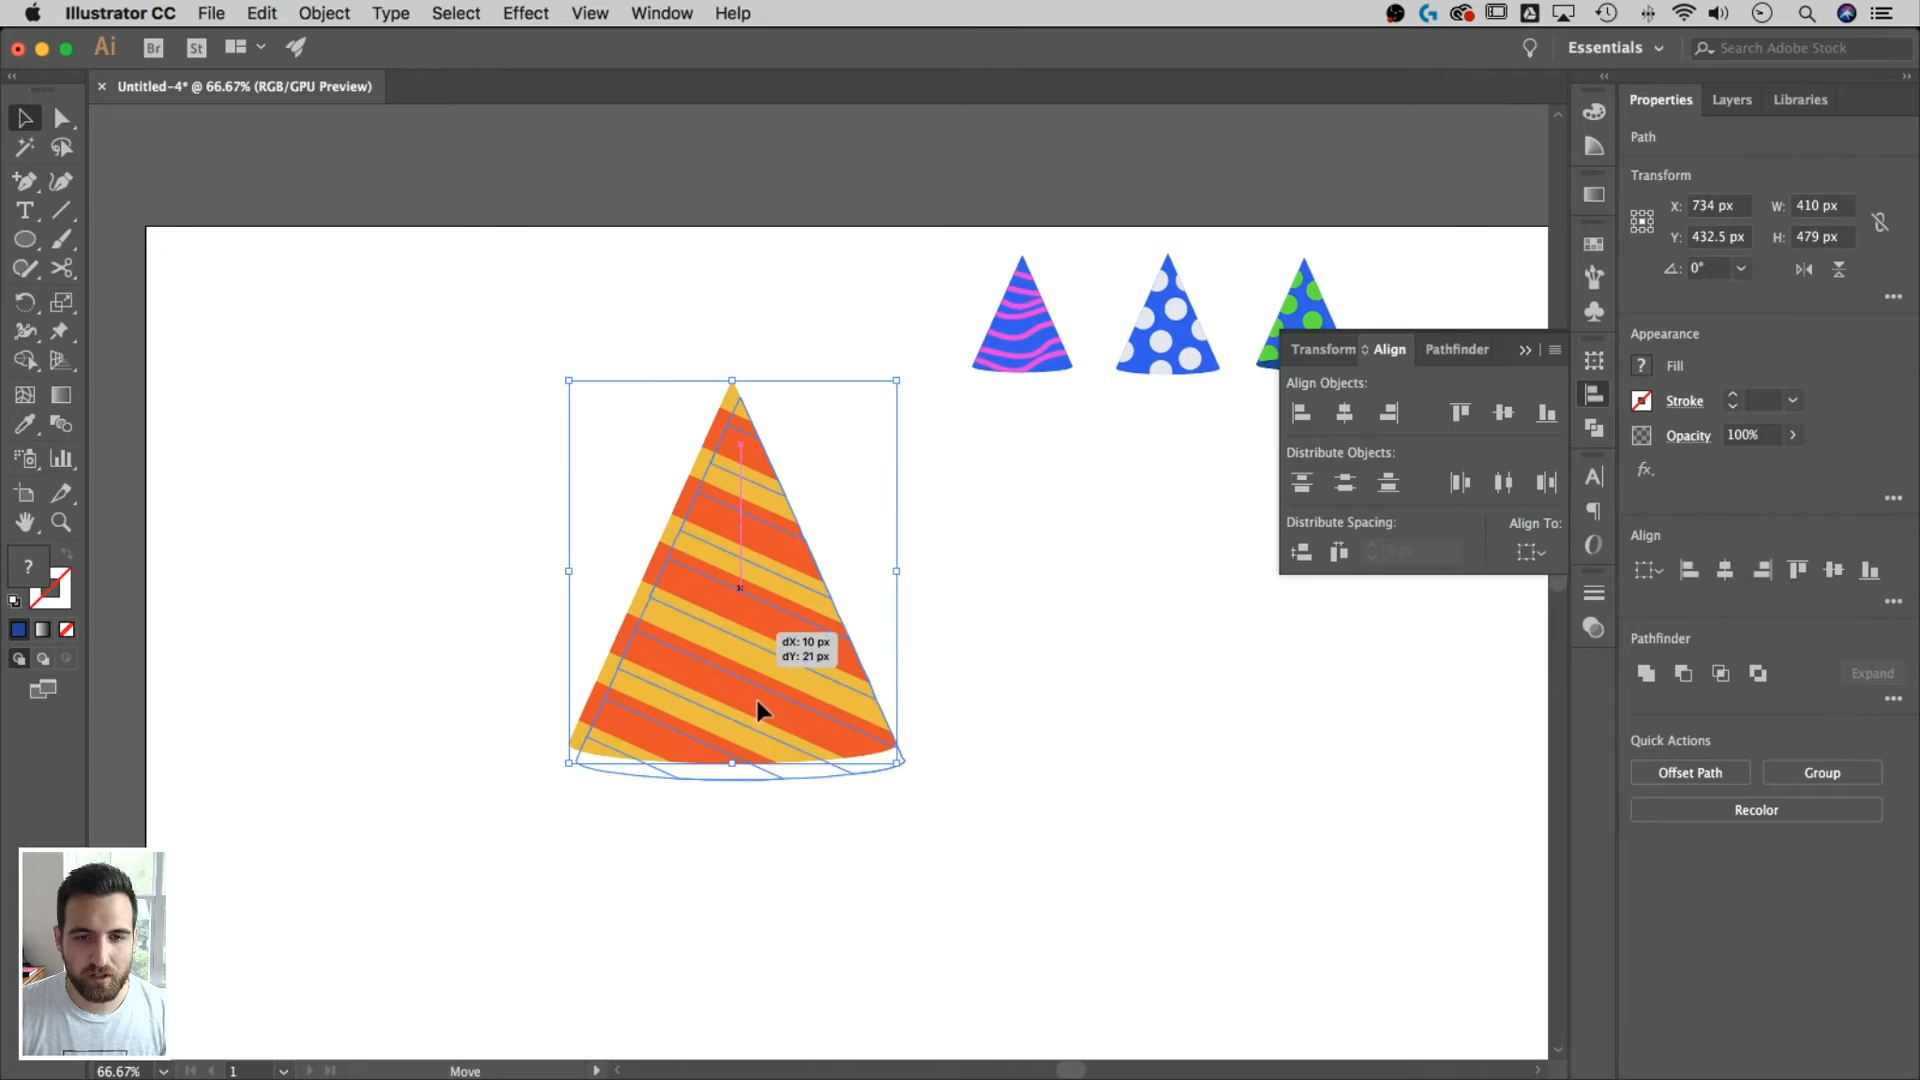 Illustrator CC File Edit Object Type Select Effect View Window Help
Ai Br St Essentials Search Adobe Stock
× Untitled-4* @ 66.67% (RGB/GPU Preview)
Properties Layers Libraries
Path
Transform
X: 734 px W: 410 px
Y: 432.5 px H: 479 px
0°
Appearance
? Fill
Stroke
Opacity 100%
fx.
Align
Pathfinder
Expand
Quick Actions
Offset Path Group
Recolor
Transform Align Pathfinder
Align Objects:
Distribute Objects:
Distribute Spacing: Align To:
dX: 10 px
dY: 21 px
?
66.67% 1 Move